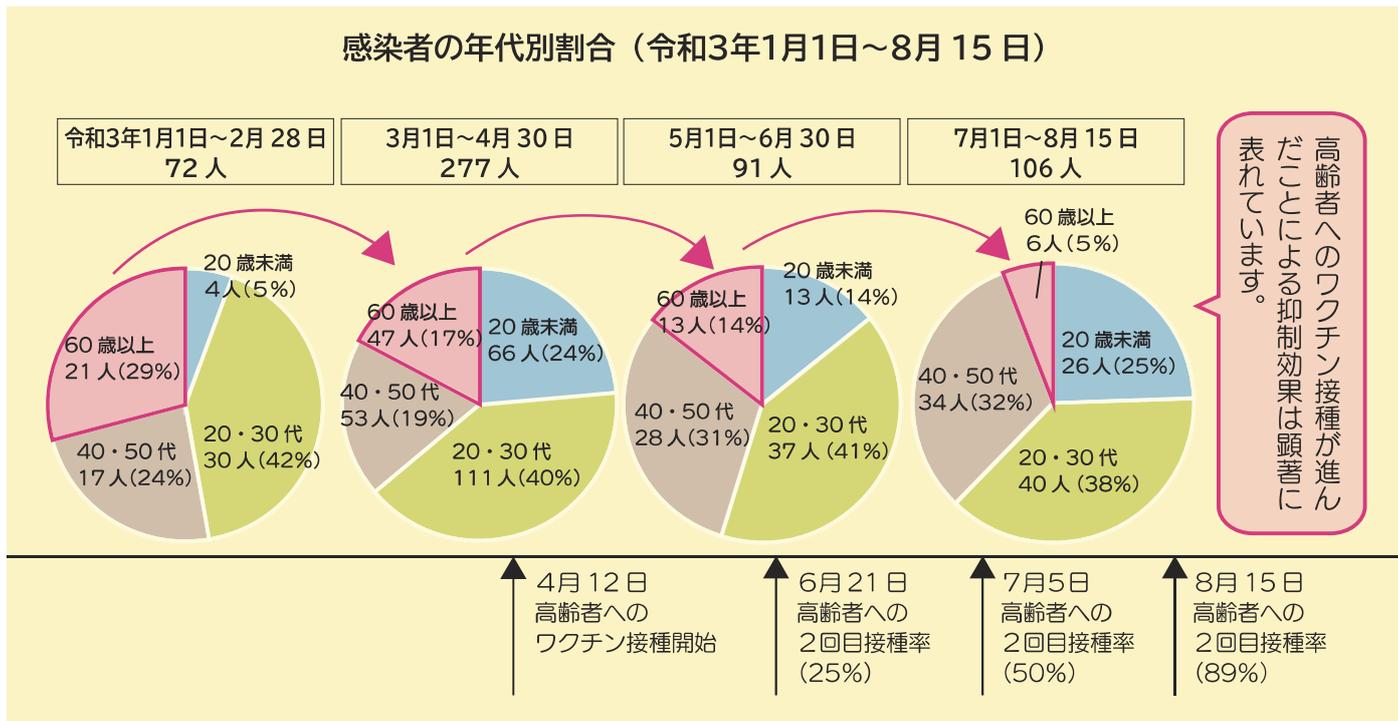 感染者の年代別割合（令和3年1月1日～8月 15 日）
令和3年1月1日～2月 28 日
72 人
3月1日～4月 30 日
277 人
5月1日～6月 30 日
91 人
7月1日～8月 15 日
106 人
20 歳未満
4人(5%)
60 歳以上
21 人(29%)
40・50 代
17 人(24%)
20・30 代
30 人(42%)
60 歳以上
47 人(17%)
20 歳未満
66 人(24%)
40・50 代
53人(19%)
20・30 代
111 人(40%)
60 歳以上
13人(14%)
20 歳未満
13 人(14%)
40・50 代
28 人(31%)
20・30 代
37 人 (41%)
60 歳以上
6人(5%)
20 歳未満
26人(25%)
40・50 代
34 人(32%)
20・30 代
40 人 (38%)
高齢者へのワクチン接種が進ん
だことによる抑制効果は顕著に
表れています。
4月 12 日
高齢者への
ワクチン接種開始
6月 21 日
高齢者への
２回目接種率
(25%)
7月5日
高齢者への
２回目接種率
(50%)
8月 15 日
高齢者への
２回目接種率
(89%)